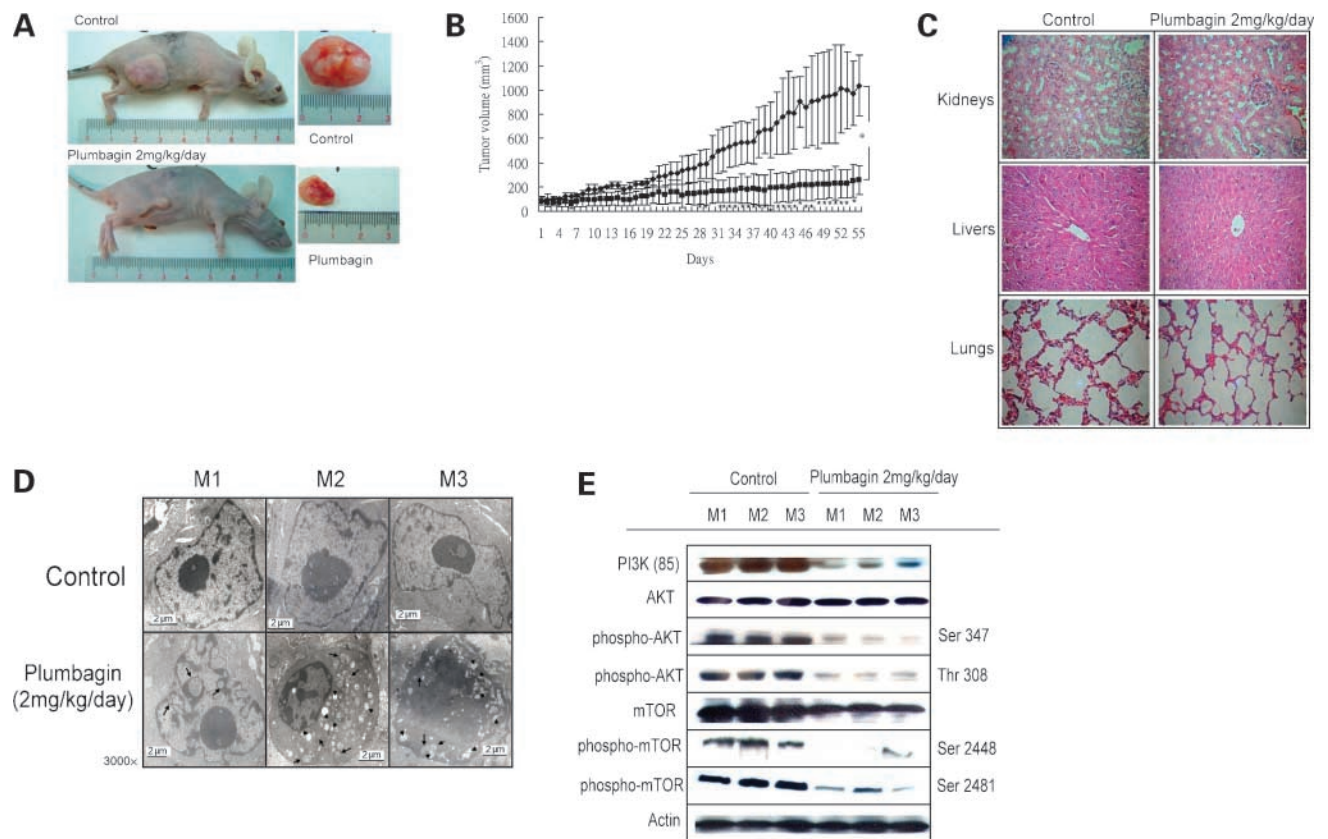 A
Control
Control
Plumbagin 2mg/kg/day
Plumbagin
B
Tumor volume (mm³)
1600
1400
1200
1000
800
600
400
200
0
1 4 7 10 13 16 19 22 25 28 31 34 37 40 43 46 49 52 55
Days
C
Control Plumbagin 2mg/kg/day
Kidneys
Livers
Lungs
D
M1 M2 M3
Control
2 µm 2 µm 2 µm
Plumbagin
(2mg/kg/day)
2 µm 2 µm 2 µm
3000×
E
Control Plumbagin 2mg/kg/day
M1 M2 M3 M1 M2 M3
PI3K (85)
AKT
phospho-AKT Ser 347
phospho-AKT Thr 308
mTOR
phospho-mTOR Ser 2448
phospho-mTOR Ser 2481
Actin